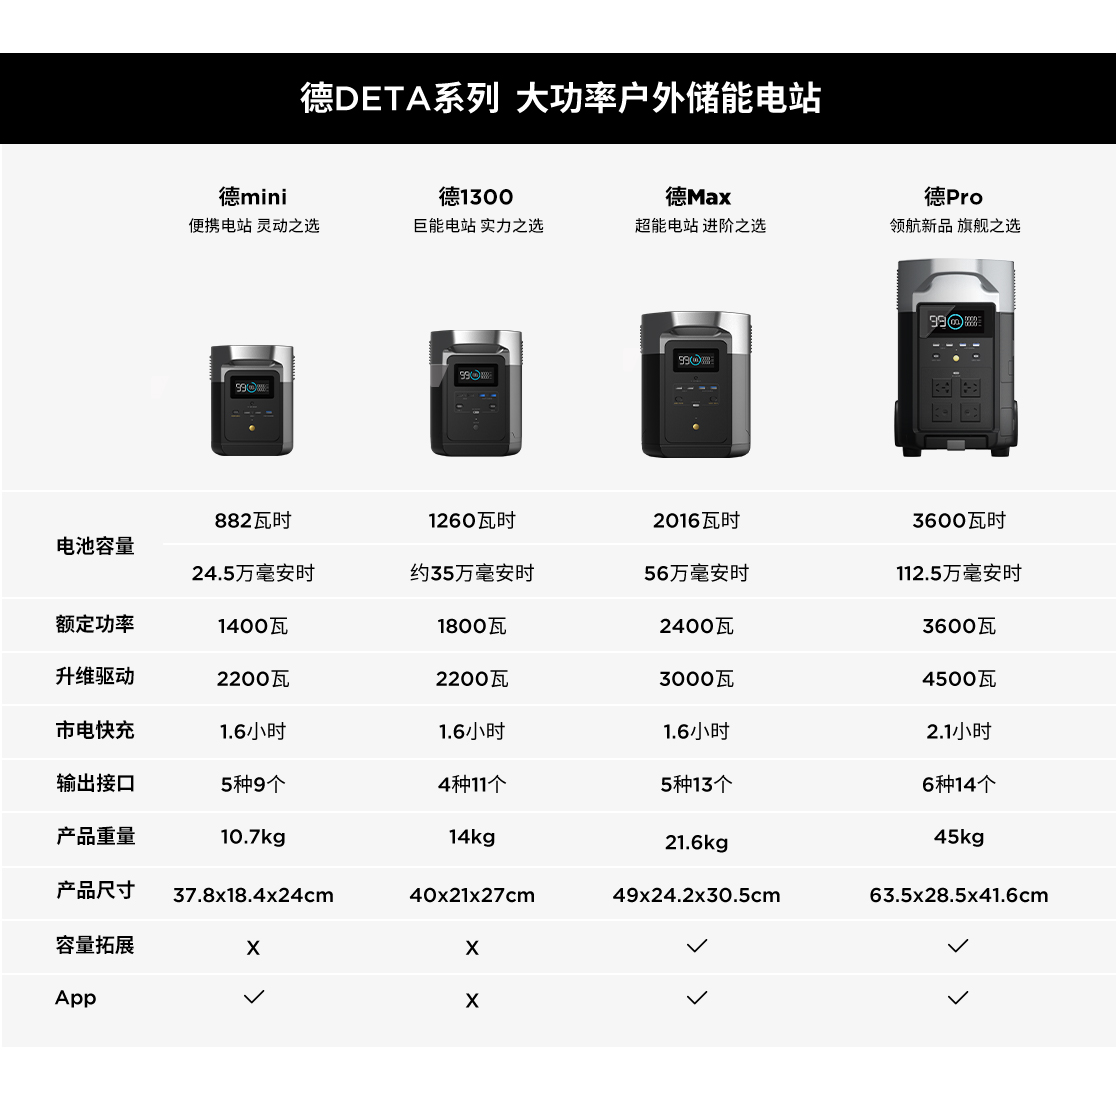 德DETA系列 大功率户外储能电站
德mini 德1300 德Max 德Pro
便携电站 灵动之选 巨能电站 实力之选 超能电站 进阶之选 领航新品 旗舰之选
电池容量 882瓦时 1260瓦时 2016瓦时 3600瓦时
24.5万毫安时 约35万毫安时 56万毫安时 112.5万毫安时
额定功率 1400瓦 1800瓦 2400瓦 3600瓦
升维驱动 2200瓦 2200瓦 3000瓦 4500瓦
市电快充 1.6小时 1.6小时 1.6小时 2.1小时
输出接口 5种9个 4种11个 5种13个 6种14个
产品重量 10.7kg 14kg 21.6kg 45kg
产品尺寸 37.8x18.4x24cm 40x21x27cm 49x24.2x30.5cm 63.5x28.5x41.6cm
容量拓展 X X ✓ ✓
App ✓ X ✓ ✓